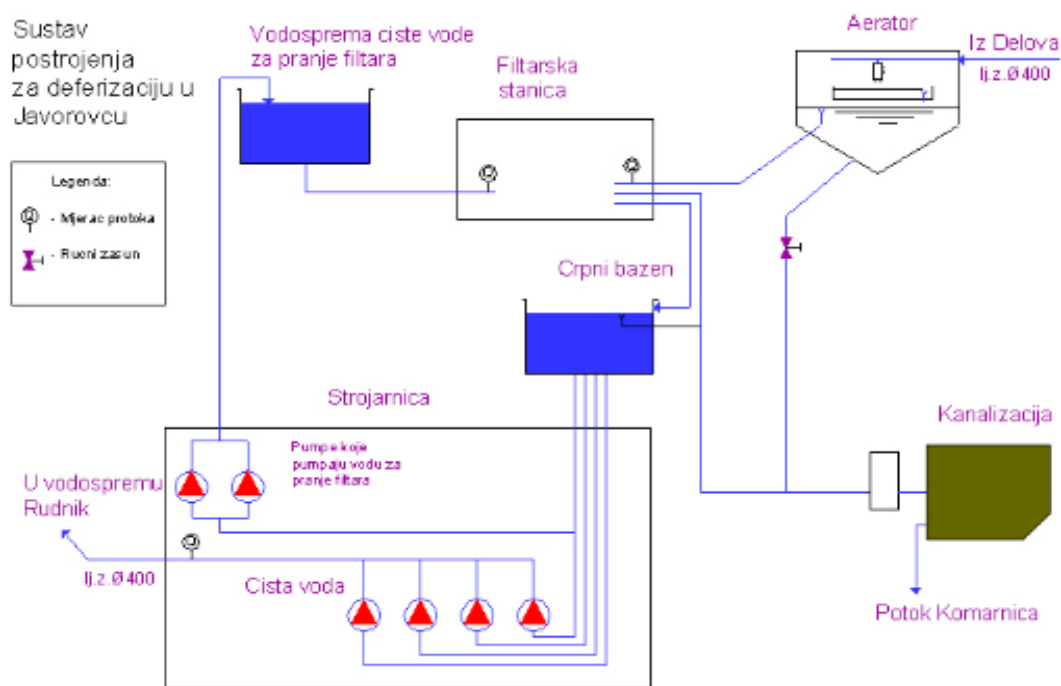 Sustav
postrojenja
za deferizaciju u
Javorovcu
Legenda:
- Mjerac protoka
- Rucni zasun
Vodosprema ciste vode
za pranje filtara
Filtarska
stanica
Aerator
Iz Delova
lj.z.Ø400
Crpni bazen
Strojarnica
Pumpe koje
pumpaju vodu za
pranje filtara
U vodospremu
Rudnik
lj.z.Ø400
Cista voda
Kanalizacija
Potok Komarnica